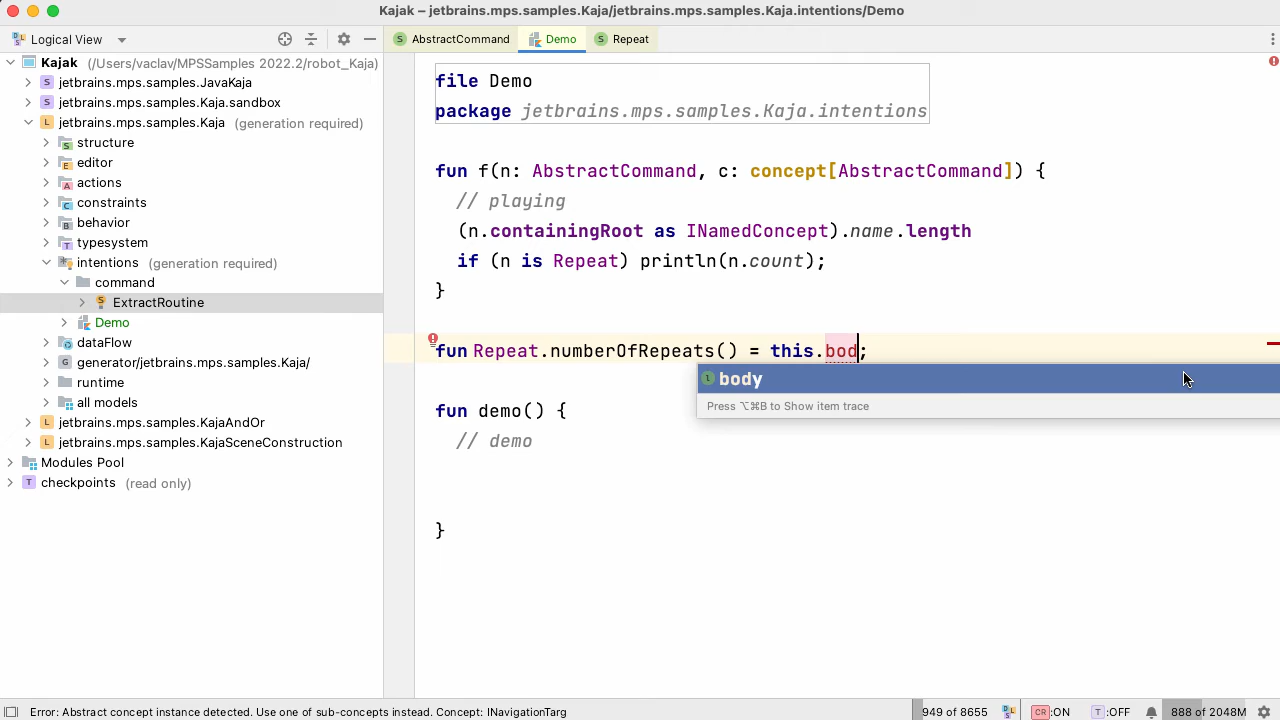 Kajak – jetbrains.mps.samples.Kaja/jetbrains.mps.samples.Kaja.intentions/Demo
Logical View
S AbstractCommand
Demo
S Repeat
Kajak (/Users/vaclav/MPSSamples 2022.2/robot_Kaja)
S jetbrains.mps.samples.JavaKaja
S jetbrains.mps.samples.Kaja.sandbox
L jetbrains.mps.samples.Kaja (generation required)
structure
editor
actions
constraints
behavior
typesystem
intentions (generation required)
command
S ExtractRoutine
Demo
dataFlow
G generator/jetbrains.mps.samples.Kaja/
runtime
all models
L jetbrains.mps.samples.KajaAndOr
L jetbrains.mps.samples.KajaSceneConstruction
Modules Pool
T checkpoints (read only)
file Demo
package jetbrains.mps.samples.Kaja.intentions
fun f(n: AbstractCommand, c: concept[AbstractCommand]) {
// playing
(n.containingRoot as INamedConcept).name.length
if (n is Repeat) println(n.count);
}
fun Repeat.numberOfRepeats() = this.bod;
l body
Press ⌥⌘B to Show item trace
fun demo() {
// demo
}
Error: Abstract concept instance detected. Use one of sub-concepts instead. Concept: INavigationTarg
949 of 8655
CR :ON
T :OFF
888 of 2048M